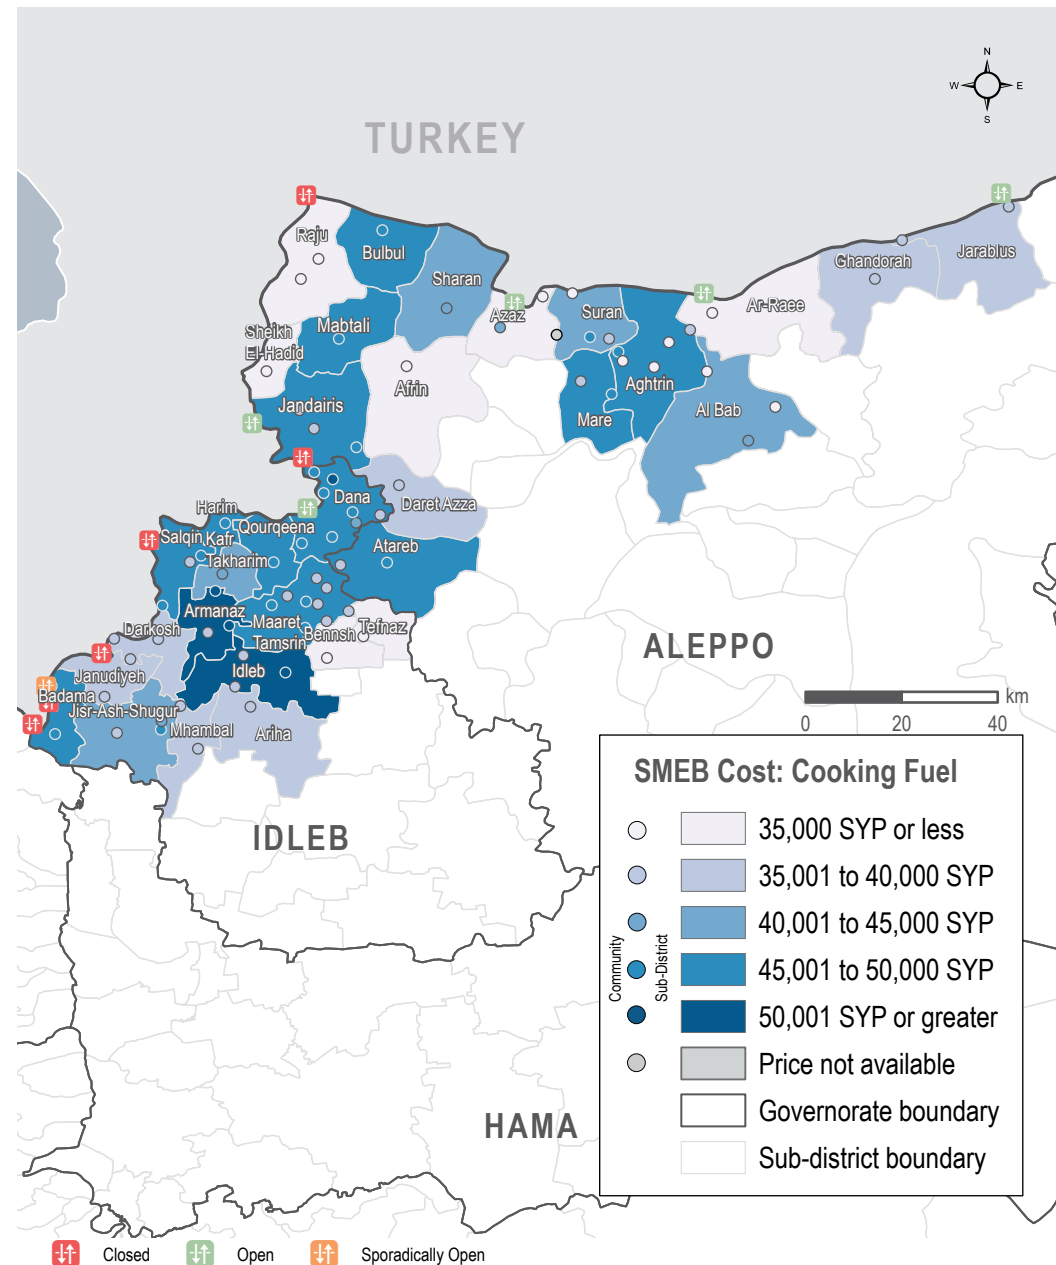 N
W
E
S
TURKEY
Raju
Bulbul
Sharan
Ghandorah
Jarablus
Azaz
Suran
Ar-Raee
Sheikh
El-Hadid
Mabtali
Afrin
Aghtrin
Jandairis
Mare
Al Bab
Dana
Daret Azza
Harim
Qourqeena
Salqin
Kafr
Takharim
Atareb
Armanaz
Maaret
Tamsrin
Bennsh
Tefnaz
Darkosh
Janudiyeh
Idleb
Badama
Jisr-Ash-Shugur
Mhambal
Ariha
ALEPPO
km
0 20 40
IDLEB
HAMA
SMEB Cost: Cooking Fuel
Community
Sub-District
35,000 SYP or less
35,001 to 40,000 SYP
40,001 to 45,000 SYP
45,001 to 50,000 SYP
50,001 SYP or greater
Price not available
Governorate boundary
Sub-district boundary
Closed
Open
Sporadically Open